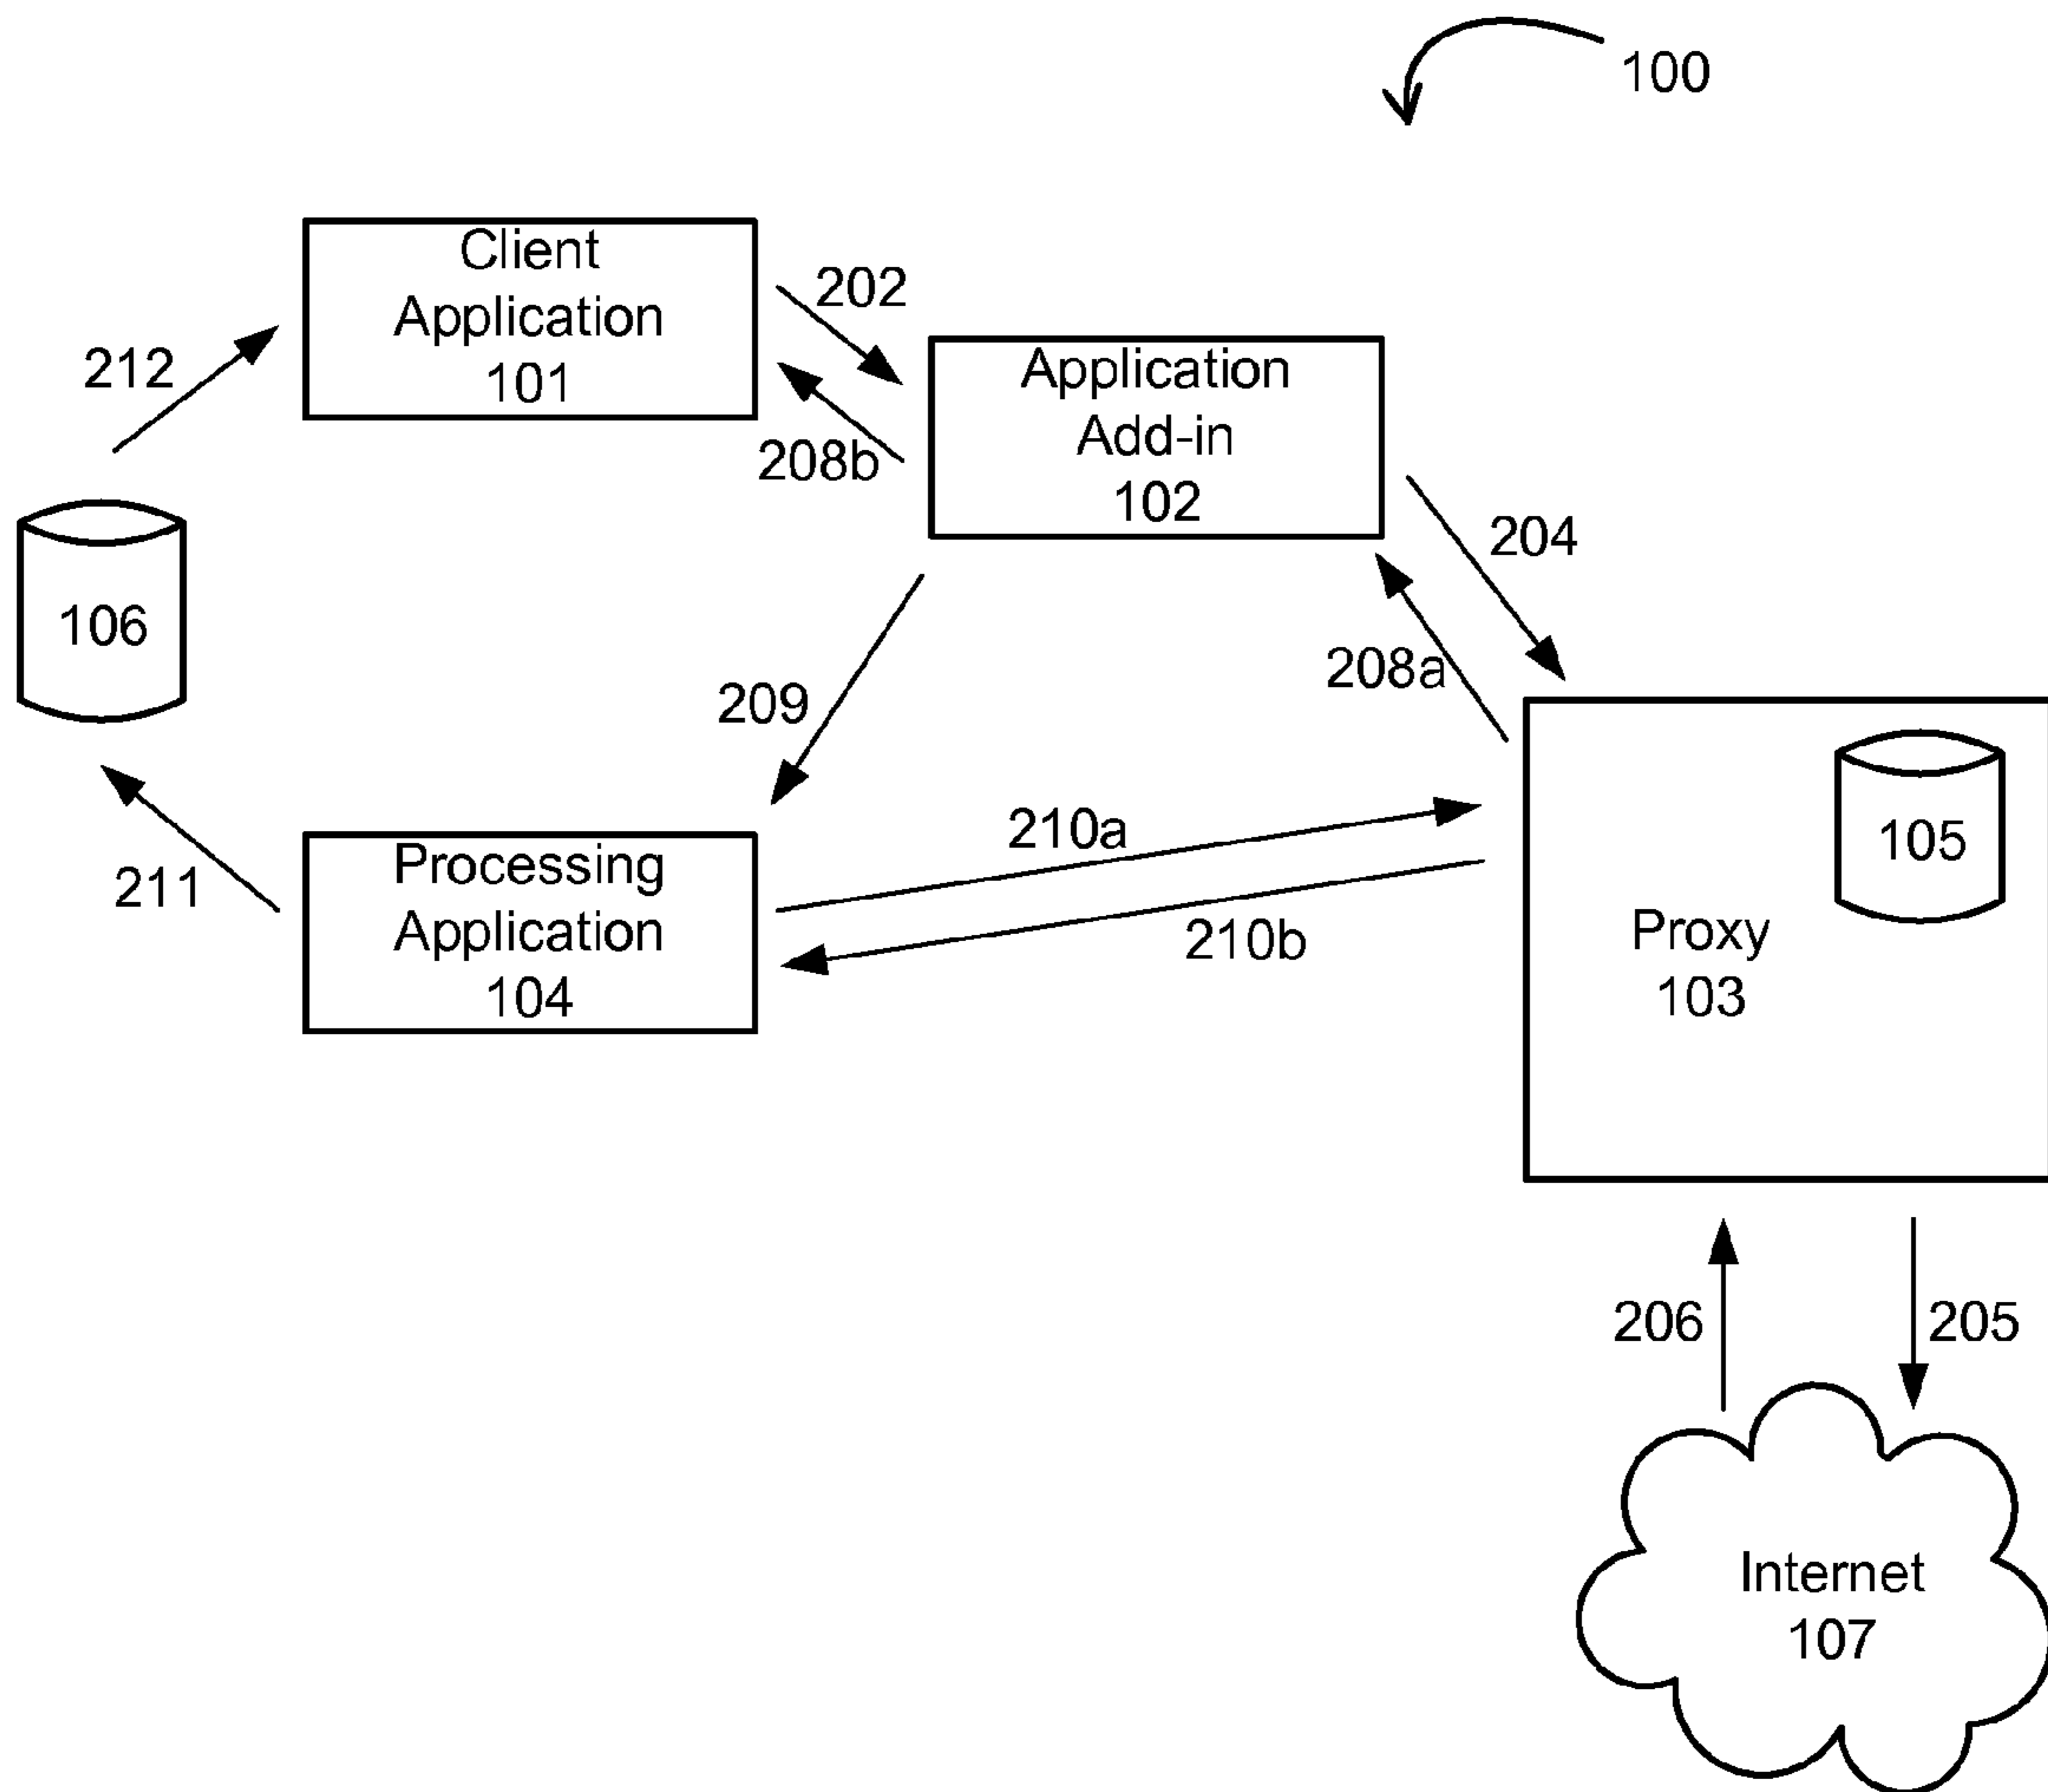 100
Client
Application
101
202
212
208b
Application
Add-in
102
204
106
209
208a
105
210a
Processing
Application
104
211
210b
Proxy
103
206
205
Internet
107